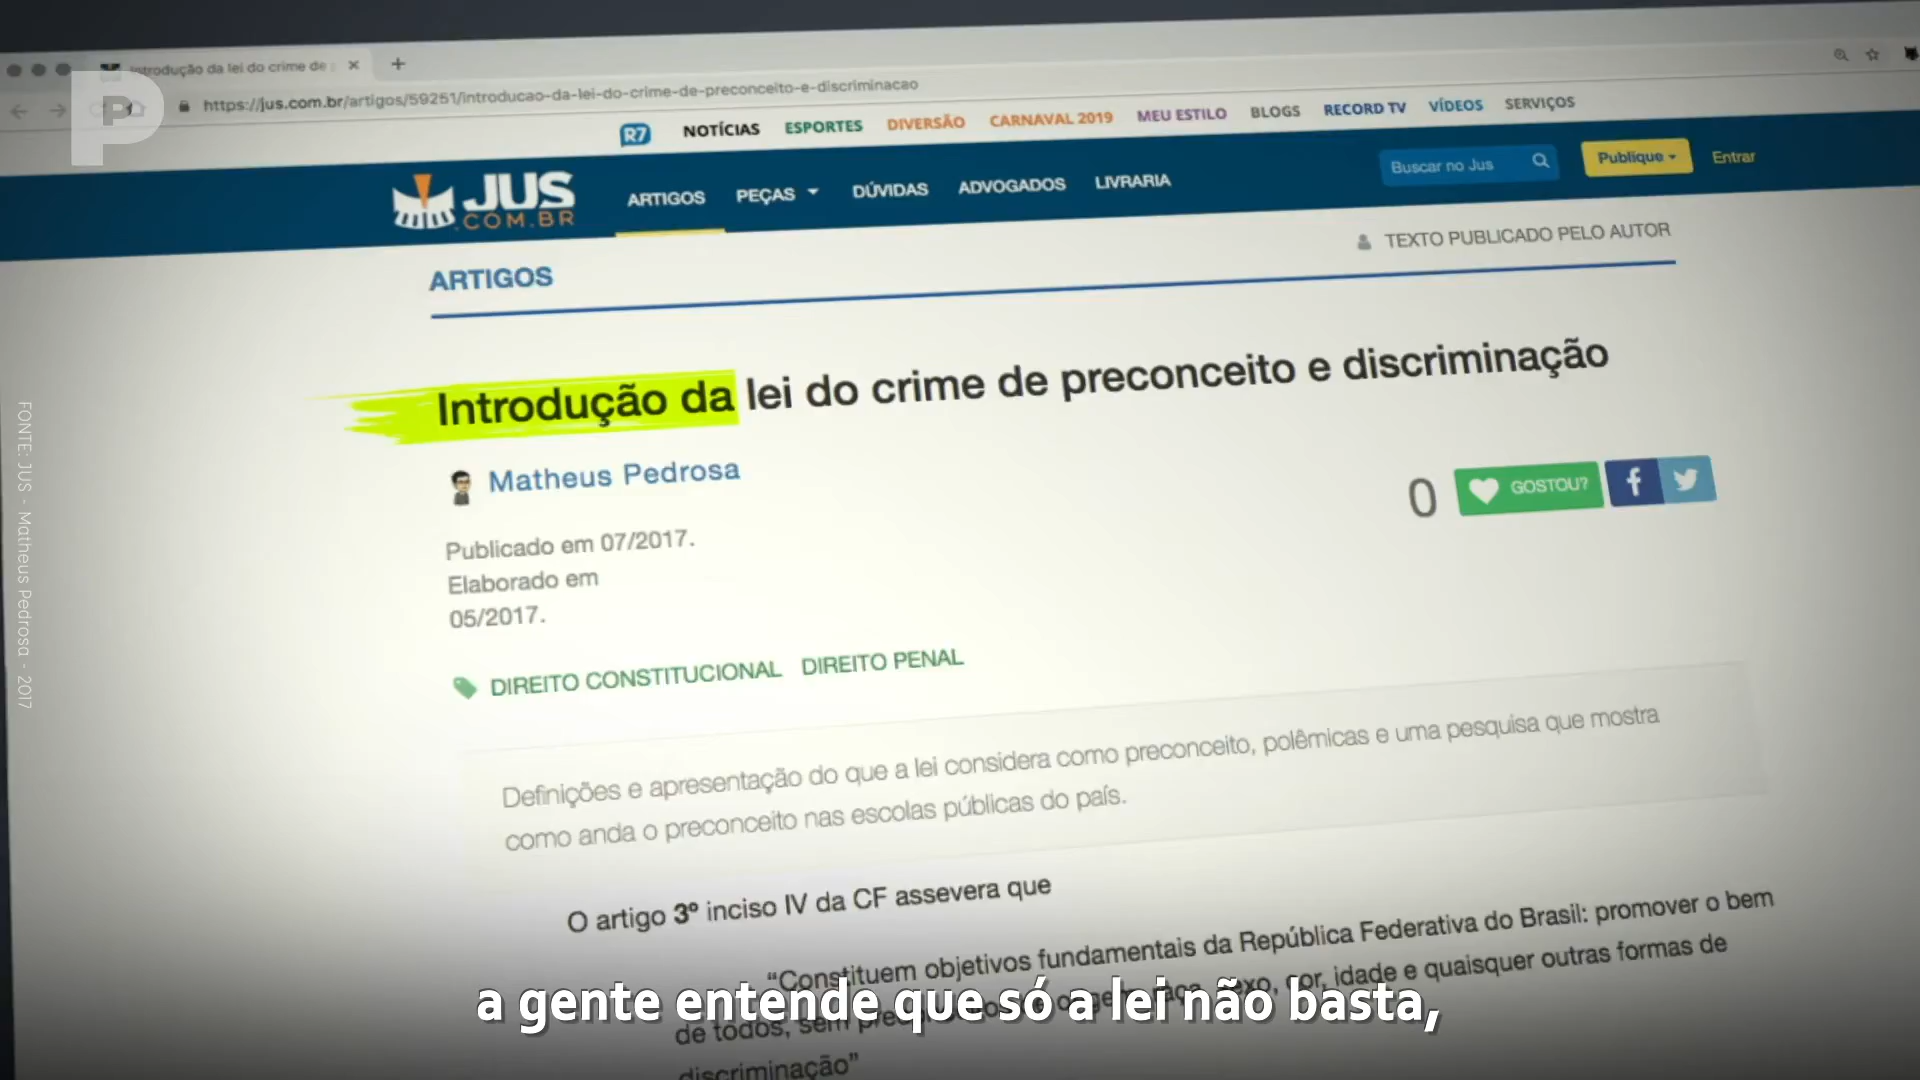 Introdução da lei do crime de
https://jus.com.br/artigos/59251/introducao-da-lei-do-crime-de-preconceito-e-discriminacao
P
R7 NOTÍCIAS ESPORTES DIVERSÃO CARNAVAL 2019 MEU ESTILO BLOGS RECORD TV VÍDEOS SERVIÇOS
JUS.COM.BR ARTIGOS PEÇAS DÚVIDAS ADVOGADOS LIVRARIA Buscar no Jus Publique Entrar
TEXTO PUBLICADO PELO AUTOR
ARTIGOS
Introdução da lei do crime de preconceito e discriminação
Matheus Pedrosa
0 GOSTOU?
Publicado em 07/2017.
Elaborado em
05/2017.
DIREITO CONSTITUCIONAL DIREITO PENAL
Definições e apresentação do que a lei considera como preconceito, polêmicas e uma pesquisa que mostra
como anda o preconceito nas escolas públicas do país.
O artigo 3º inciso IV da CF assevera que
“Constituem objetivos fundamentais da República Federativa do Brasil: promover o bem
de todos, sem cor, idade e quaisquer outras formas de
discriminação”
a gente entende que só a lei não basta,
FONTE: JUS - Matheus Pedrosa - 2017